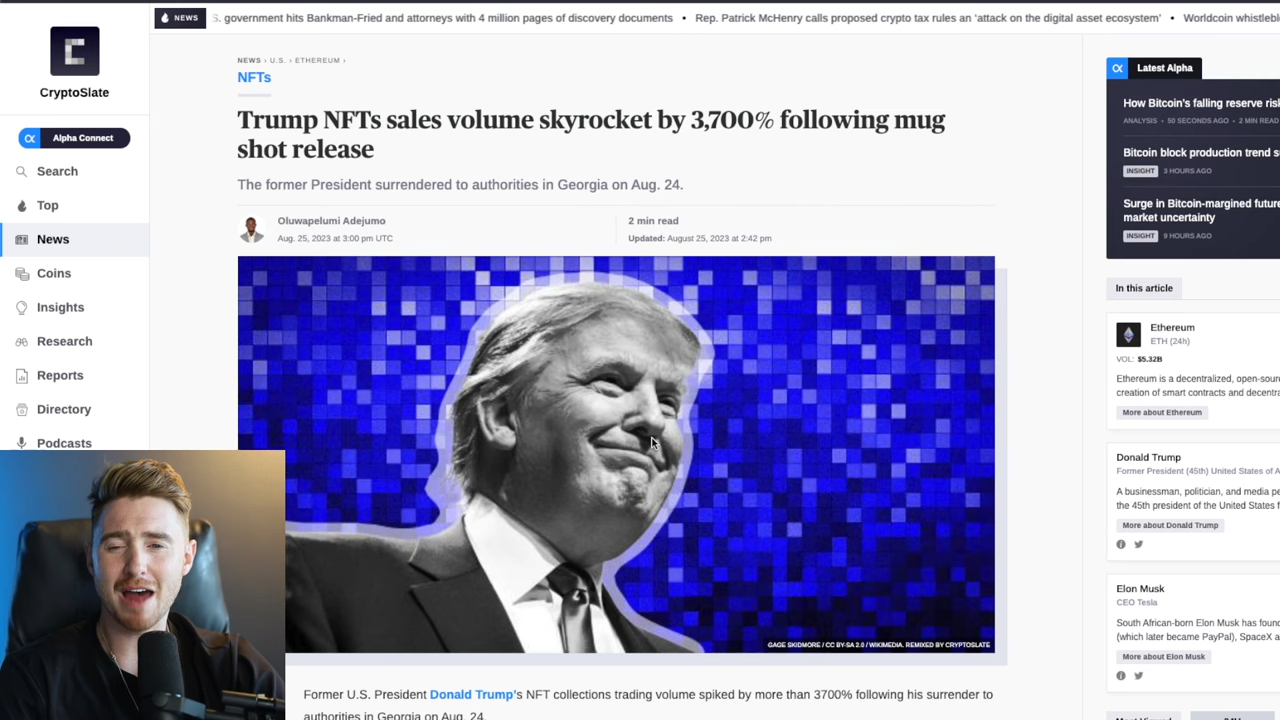 NEWS
S. government hits Bankman-Fried and attorneys with 4 million pages of discovery documents • Rep. Patrick McHenry calls proposed crypto tax rules an 'attack on the digital asset ecosystem' • Worldcoin
CryptoSlate
Alpha Connect
Search
Top
News
Coins
Insights
Research
Reports
Directory
Podcasts
NEWS › U.S. › ETHEREUM ›
NFTs
Trump NFTs sales volume skyrocket by 3,700% following mug
shot release
The former President surrendered to authorities in Georgia on Aug. 24.
Oluwapelumi Adejumo
Aug. 25, 2023 at 3:00 pm UTC
2 min read
Updated: August 25, 2023 at 2:42 pm
GAGE SKIDMORE / CC BY-SA 2.0 / WIKIMEDIA. REMIXED BY CRYPTOSLATE
Former U.S. President Donald Trump's NFT collections trading volume spiked by more than 3700% following his surrender to
authorities in Georgia on Aug. 24.
Latest Alpha
How Bitcoin's falling reserve
ANALYSIS • 50 SECONDS AGO • 2 MIN READ
Bitcoin block production trend
INSIGHT 3 HOURS AGO
Surge in Bitcoin-margined
market uncertainty
INSIGHT 9 HOURS AGO
In this article
Ethereum
ETH (24h)
VOL: $5.32B
Ethereum is a decentralized,
creation of smart contracts and
More about Ethereum
Donald Trump
Former President (45th) United States of
A businessman, politician, and media
the 45th president of the United States
More about Donald Trump
Elon Musk
CEO Tesla
South African-born Elon Musk has
(which later became PayPal), SpaceX
More about Elon Musk